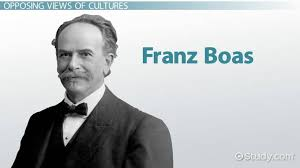 OPPOSING VIEWS OF CULTURES
Franz Boas
Study.com